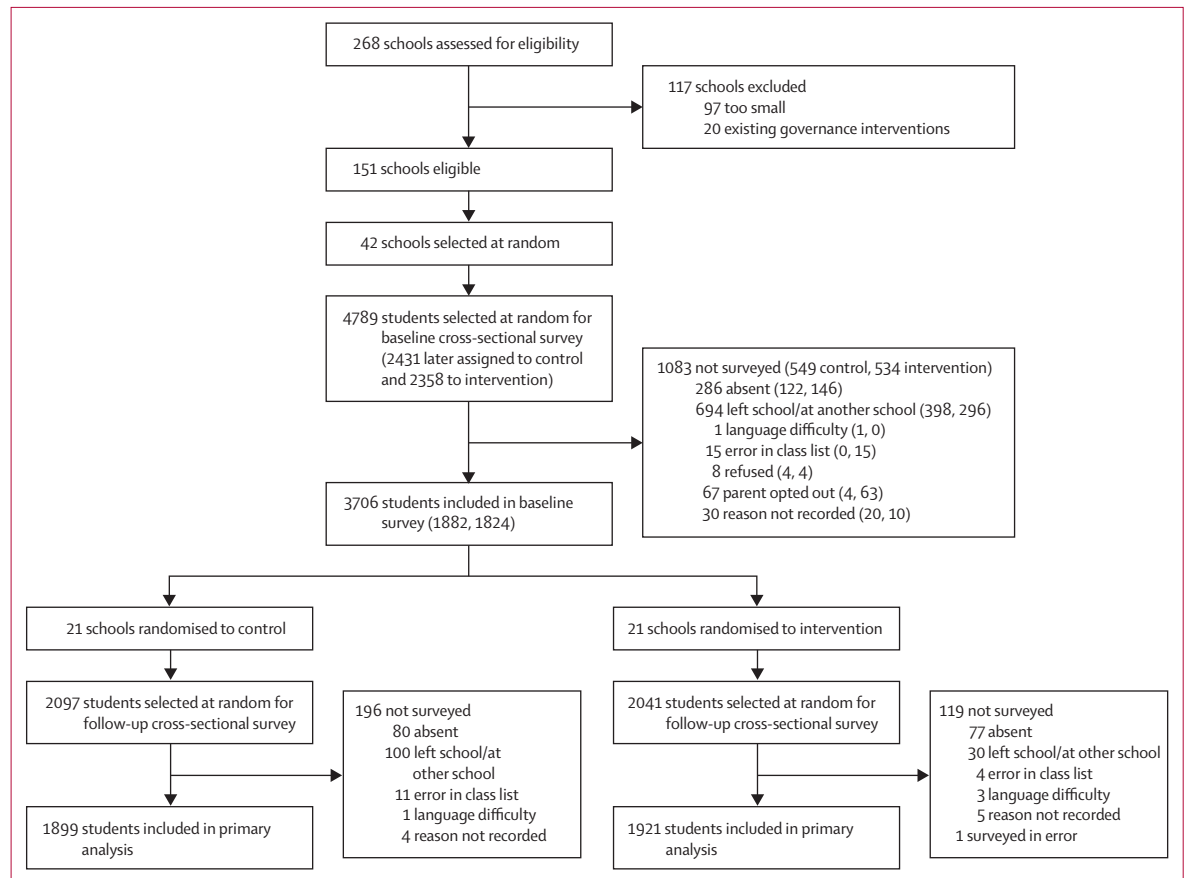 268 schools assessed for eligibility
117 schools excluded
97 too small
20 existing governance interventions
151 schools eligible
42 schools selected at random
4789 students selected at random for
baseline cross-sectional survey
(2431 later assigned to control
and 2358 to intervention)
1083 not surveyed (549 control, 534 intervention)
286 absent (122, 146)
694 left school/at another school (398, 296)
1 language difficulty (1, 0)
15 error in class list (0, 15)
8 refused (4, 4)
67 parent opted out (4, 63)
30 reason not recorded (20, 10)
3706 students included in baseline
survey (1882, 1824)
21 schools randomised to control
2097 students selected at random for
follow-up cross-sectional survey
196 not surveyed
80 absent
100 left school/at
other school
11 error in class list
1 language difficulty
4 reason not recorded
1899 students included in primary
analysis
21 schools randomised to intervention
2041 students selected at random for
follow-up cross-sectional survey
119 not surveyed
77 absent
30 left school/at other school
4 error in class list
3 language difficulty
5 reason not recorded
1 surveyed in error
1921 students included in primary
analysis